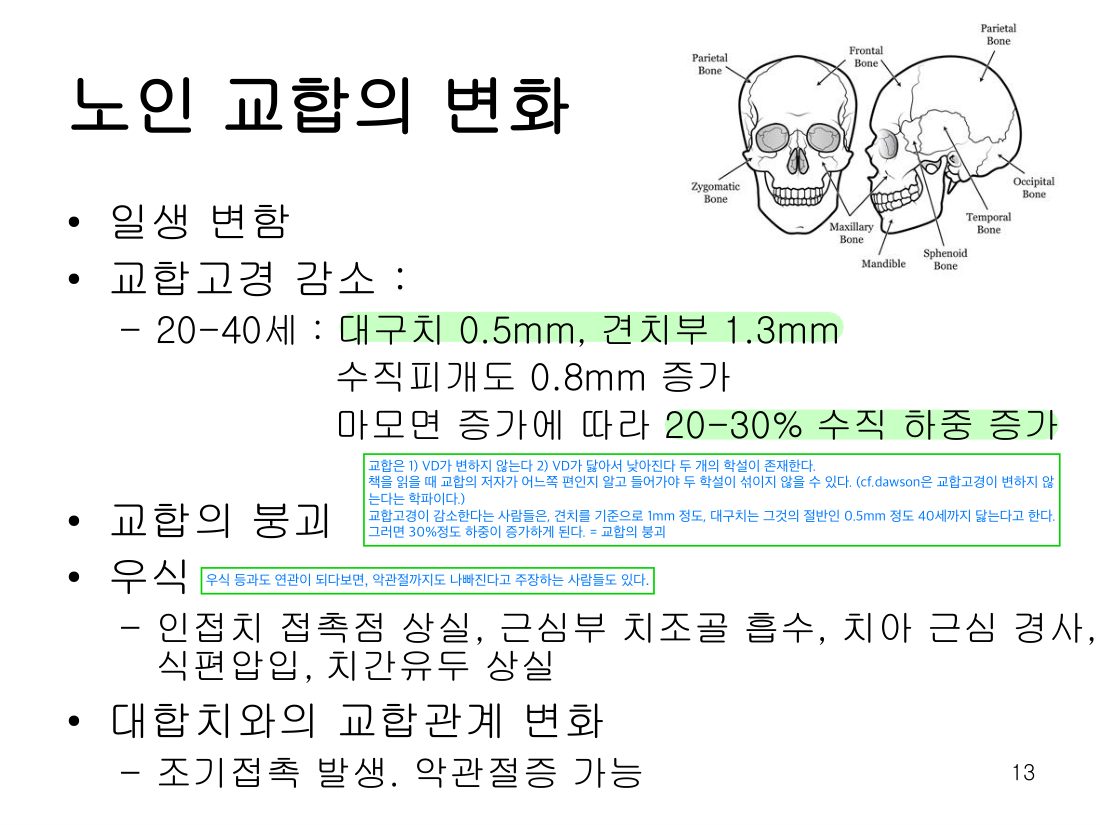 노인 교합의 변화
Parietal
Bone
Frontal
Bone
Parietal
Bone
Zygomatic
Bone
Maxillary
Bone
Mandible
Sphenoid
Bone
Temporal
Bone
Occipital
Bone
• 일생 변함
• 교합고경 감소 :
– 20-40세 : 대구치 0.5mm, 견치부 1.3mm
수직피개도 0.8mm 증가
마모면 증가에 따라 20-30% 수직 하중 증가
교합은 1) VD가 변하지 않는다 2) VD가 닳아서 낮아진다 두 개의 학설이 존재한다.
책을 읽을 때 교합의 저자가 어느쪽 편인지 알고 들어가야 두 학설이 섞이지 않을 수 있다. (cf.dawson은 교합고경이 변하지 않
는다는 학파이다.)
교합고경이 감소한다는 사람들은, 견치를 기준으로 1mm 정도, 대구치는 그것의 절반인 0.5mm 정도 40세까지 닳는다고 한다.
그러면 30%정도 하중이 증가하게 된다. = 교합의 붕괴
• 교합의 붕괴
• 우식
우식 등과도 연관이 되다보면, 악관절까지도 나빠진다고 주장하는 사람들도 있다.
– 인접치 접촉점 상실, 근심부 치조골 흡수, 치아 근심 경사,
식편압입, 치간유두 상실
• 대합치와의 교합관계 변화
– 조기접촉 발생. 악관절증 가능
13